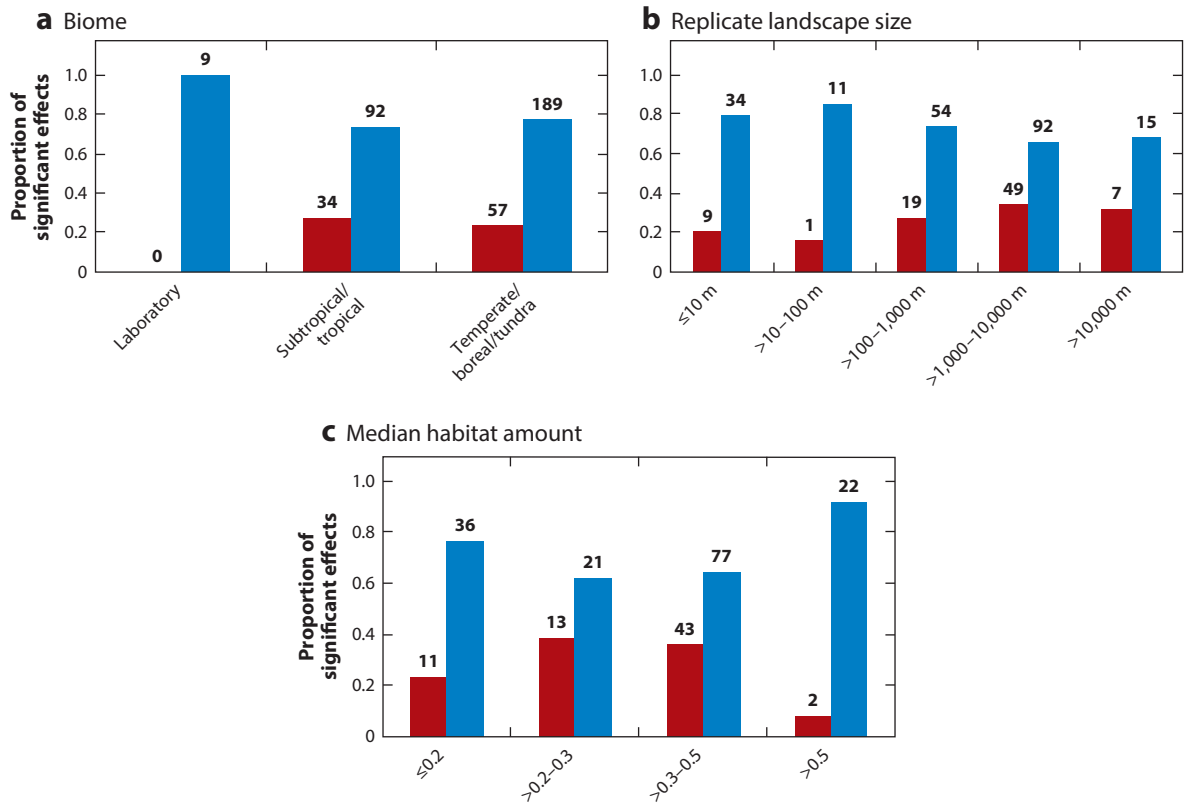 a Biome
Proportion of
significant effects
1.0
0.8
0.6
0.4
0.2
0
0
9
34
92
57
189
Laboratory
Subtropical/
tropical
Temperate/
boreal/tundra
b Replicate landscape size
1.0
0.8
0.6
0.4
0.2
0
9
34
1
11
19
54
49
92
7
15
≤10 m
>10–100 m
>100–1,000 m
>1,000–10,000 m
>10,000 m
c Median habitat amount
Proportion of
significant effects
1.0
0.8
0.6
0.4
0.2
0
11
36
13
21
43
77
2
22
≤0.2
>0.2–0.3
>0.3–0.5
>0.5